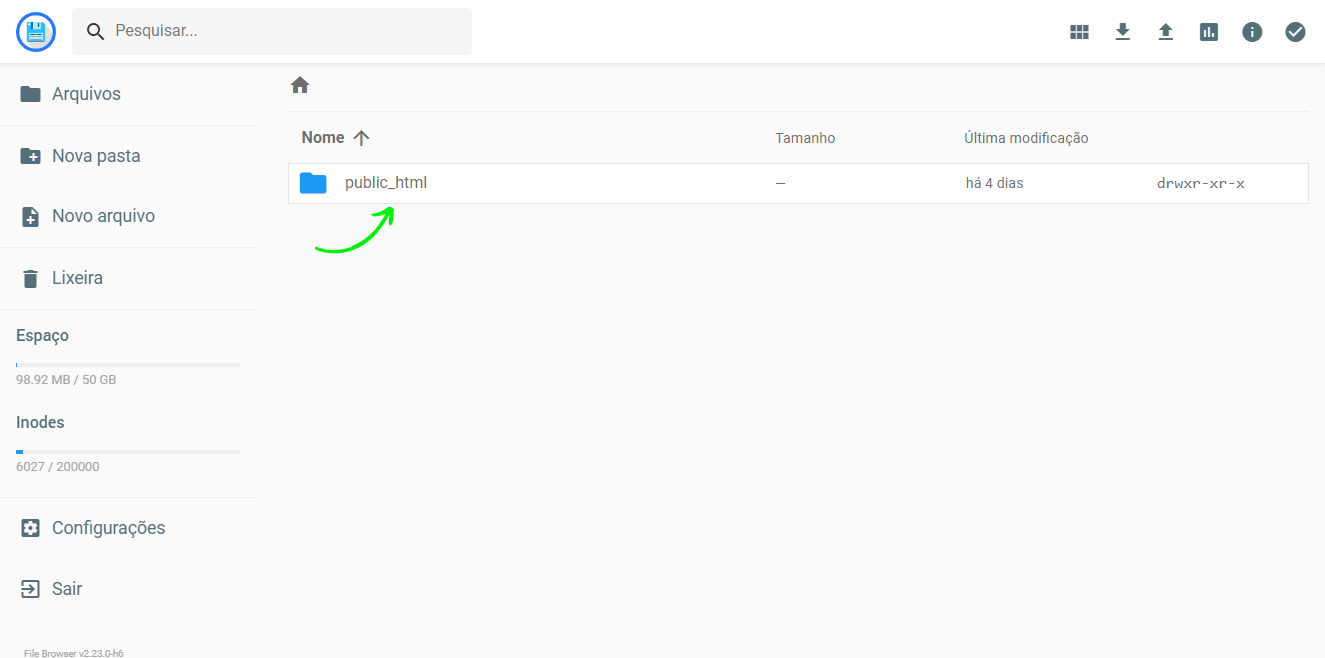 Pesquisar...
Arquivos
Nova pasta
Novo arquivo
Lixeira
Espaço
98.92 MB / 50 GB
Inodes
6027 / 200000
Configurações
Sair
File Browser v2.23.0-h6
Nome Tamanho Última modificação
public_html — há 4 dias drwxr-xr-x